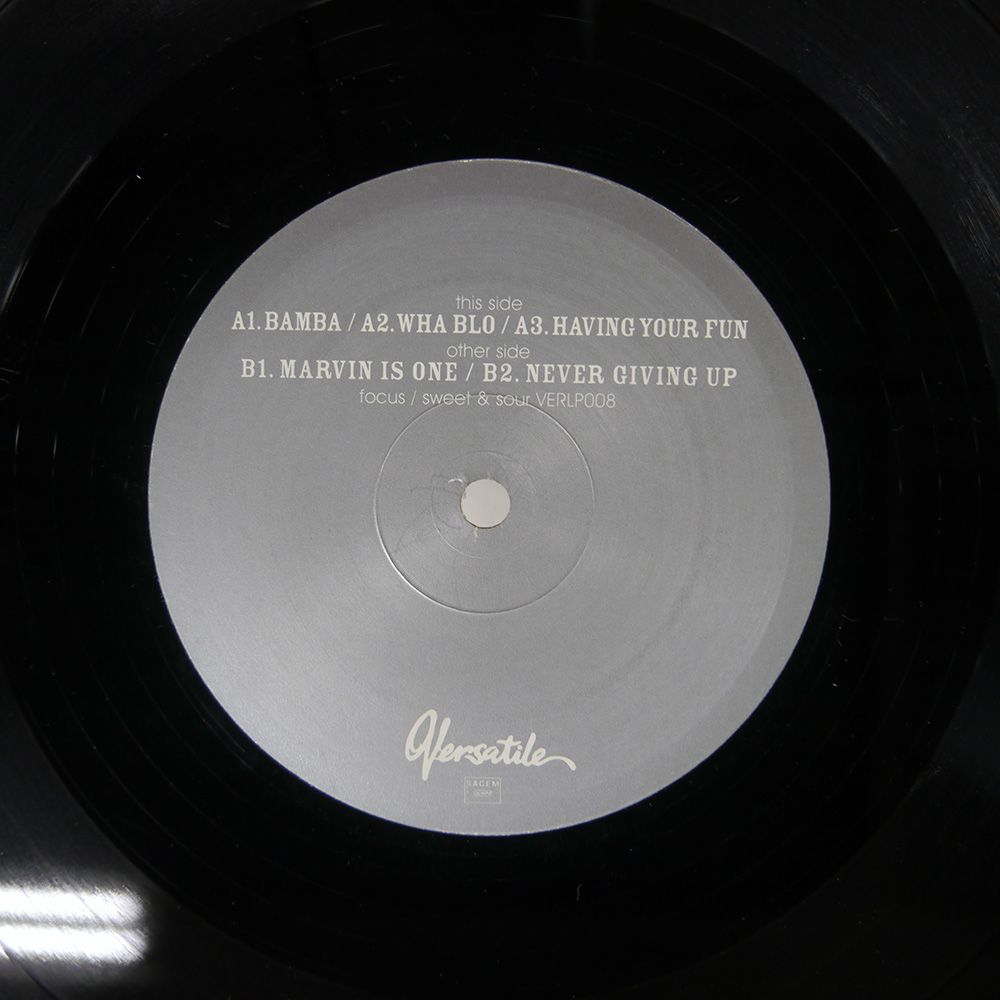 this side
A1. BAMBA / A2. WHA BLO / A3. HAVING YOUR FUN
other side
B1. MARVIN IS ONE / B2. NEVER GIVING UP
focus / sweet & sour VERLP008
Versatile
SACEM